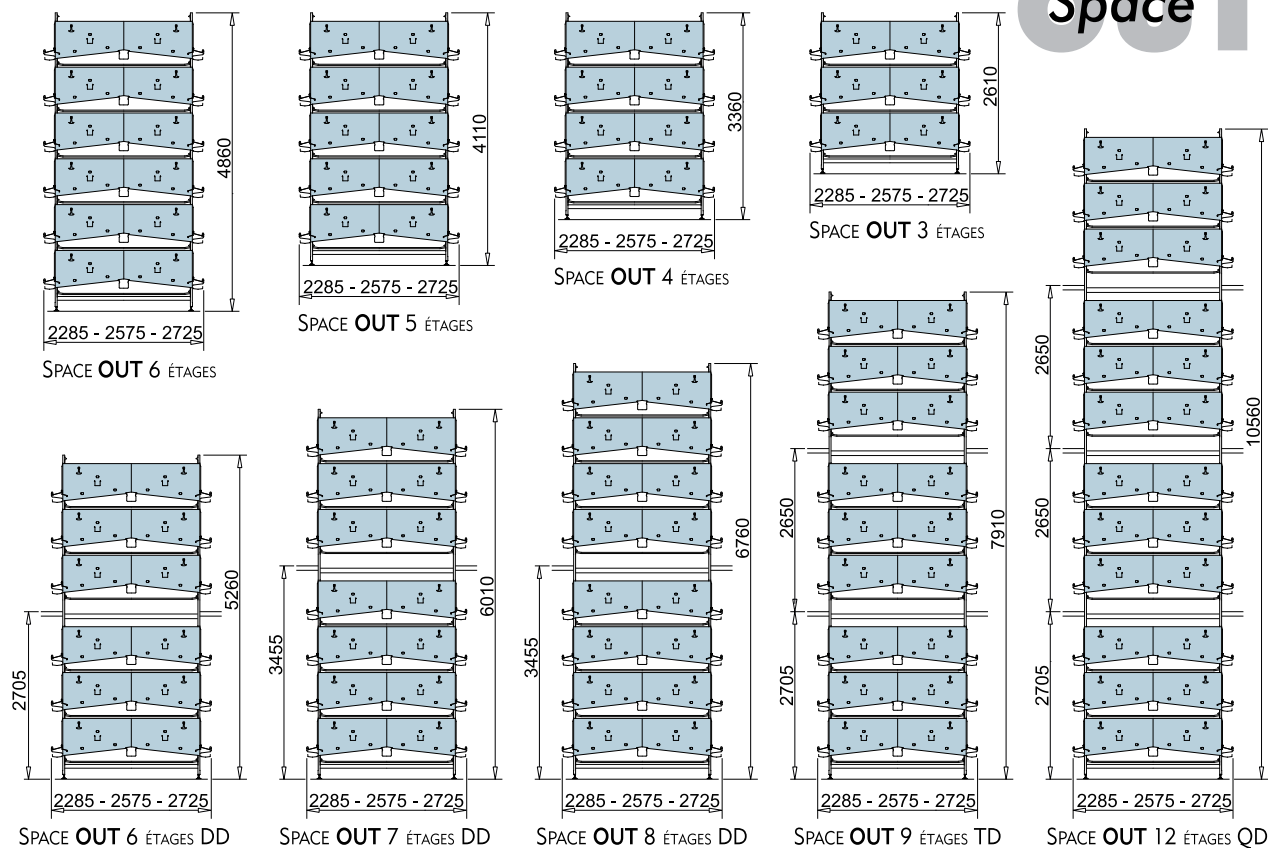 OUT
Space
4860
2285 - 2575 - 2725
SPACE OUT 6 ÉTAGES
4110
2285 - 2575 - 2725
SPACE OUT 5 ÉTAGES
3360
2285 - 2575 - 2725
SPACE OUT 4 ÉTAGES
2610
2285 - 2575 - 2725
SPACE OUT 3 ÉTAGES
2705
5260
2285 - 2575 - 2725
SPACE OUT 6 ÉTAGES DD
3455
6010
2285 - 2575 - 2725
SPACE OUT 7 ÉTAGES DD
3455
6760
2285 - 2575 - 2725
SPACE OUT 8 ÉTAGES DD
2650
2705
7910
2285 - 2575 - 2725
SPACE OUT 9 ÉTAGES TD
2650
2650
2705
10560
2285 - 2575 - 2725
SPACE OUT 12 ÉTAGES QD